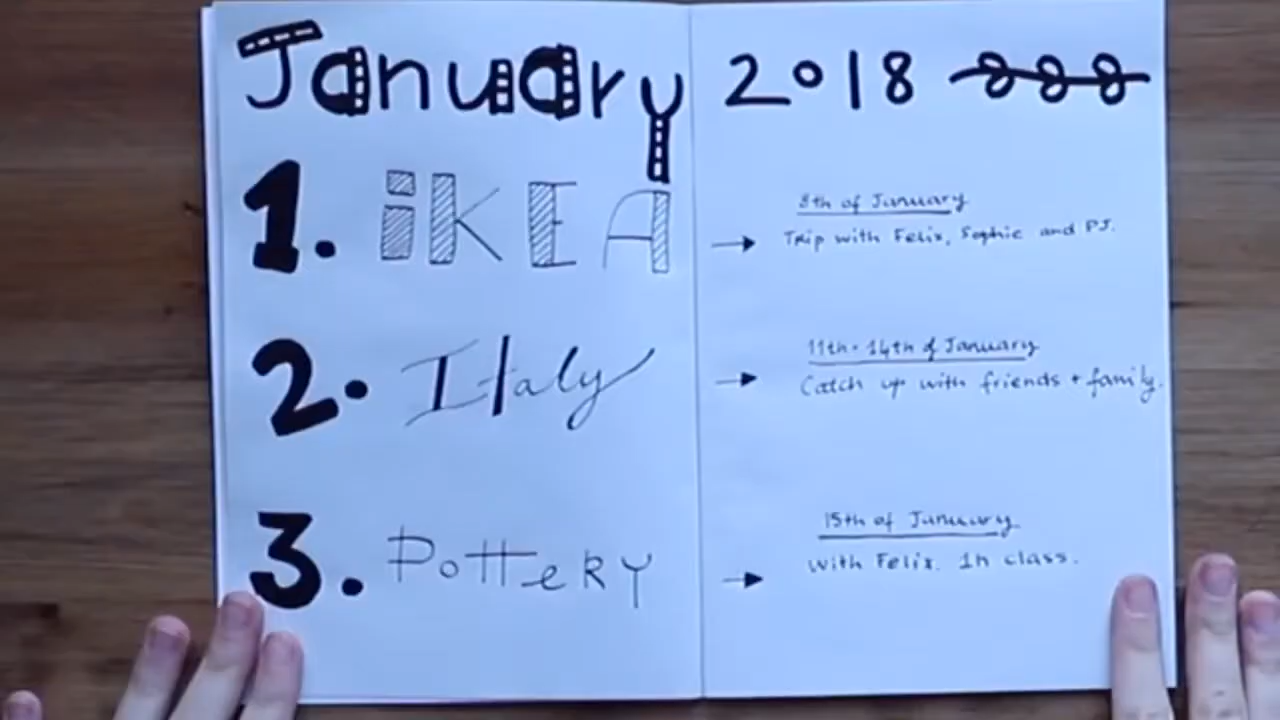 January 2018
1. iKEA
8th of January
Trip with Felix, Sophie and PJ.
2. Italy
11th - 14th of January
Catch up with friends + family.
3. Pottery
15th of January
with Felix. 1h class.